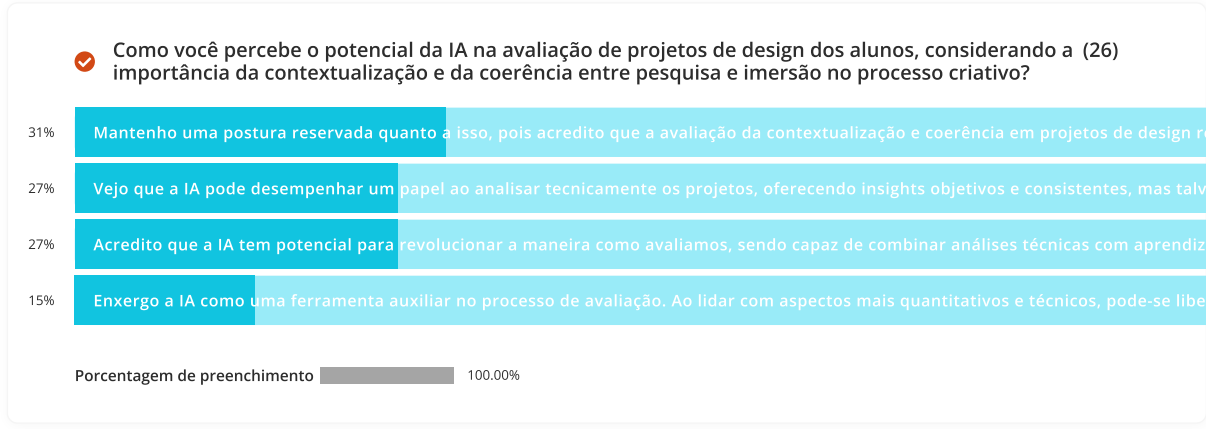 Como você percebe o potencial da IA na avaliação de projetos de design dos alunos, considerando a (26)
importância da contextualização e da coerência entre pesquisa e imersão no processo criativo?
31% Mantenho uma postura reservada quanto a isso, pois acredito que a avaliação da contextualização e coerência em projetos de design
27% Vejo que a IA pode desempenhar um papel ao analisar tecnicamente os projetos, oferecendo insights objetivos e consistentes, mas
27% Acredito que a IA tem potencial para revolucionar a maneira como avaliamos, sendo capaz de combinar análises técnicas com
15% Enxergo a IA como uma ferramenta auxiliar no processo de avaliação. Ao lidar com aspectos mais quantitativos e técnicos, pode-se
Porcentagem de preenchimento 100.00%